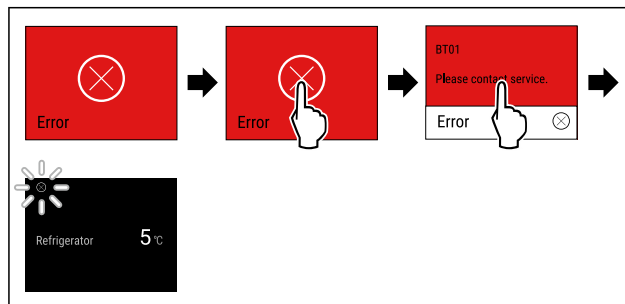 Error
Error
BT01
Please contact service.
Error
Refrigerator 5 °C